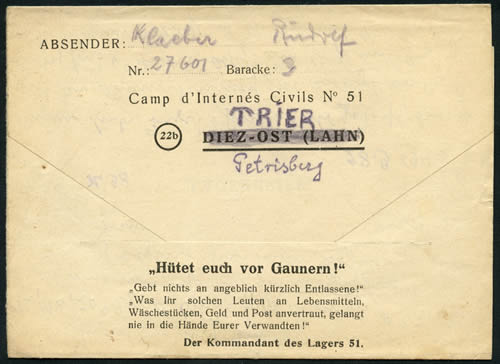 ABSENDER: Klaeber Rudolf
Nr.: 27601 Baracke: 9
Camp d'Internés Civils N° 51
TRIER
22b DIEZ-OST (LAHN)
Petrisberg
„Hütet euch vor Gaunern!"
„Gebt nichts an angeblich kürzlich Entlassene!"
„Was Ihr solchen Leuten an Lebensmitteln,
Wäschestücken, Geld und Post anvertraut, gelangt
nie in die Hände Eurer Verwandten!"
Der Kommandant des Lagers 51.